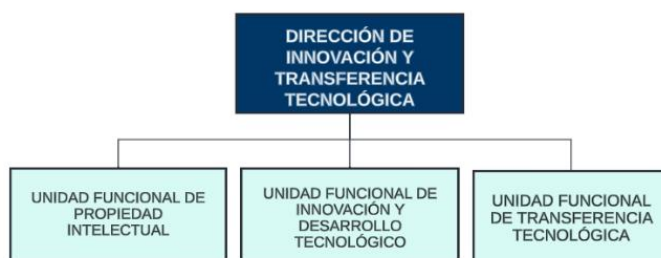 DIRECCIÓN DE
INNOVACIÓN Y
TRANSFERENCIA
TECNOLÓGICA
UNIDAD FUNCIONAL DE
PROPIEDAD
INTELECTUAL
UNIDAD FUNCIONAL DE
INNOVACIÓN Y
DESARROLLO
TECNOLÓGICO
UNIDAD FUNCIONAL
DE TRANSFERENCIA
TECNOLÓGICA